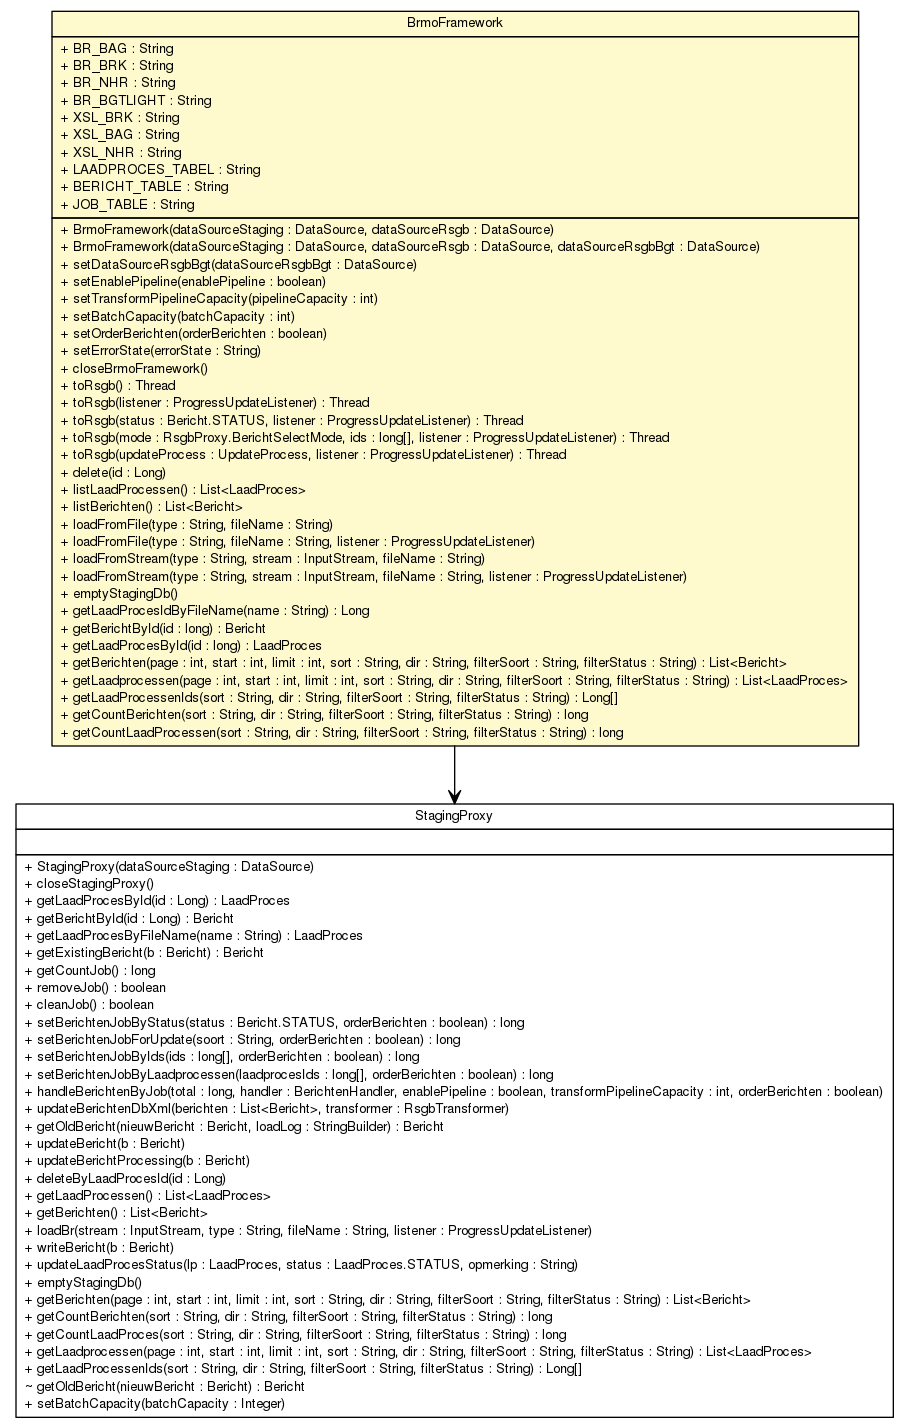 BrmoFramework
+ BR_BAG : String
+ BR_BRK : String
+ BR_NHR : String
+ BR_BGTLIGHT : String
+ XSL_BRK : String
+ XSL_BAG : String
+ XSL_NHR : String
+ LAADPROCES_TABEL : String
+ BERICHT_TABLE : String
+ JOB_TABLE : String
+ BrmoFramework(dataSourceStaging : DataSource, dataSourceRsgb : DataSource)
+ BrmoFramework(dataSourceStaging : DataSource, dataSourceRsgb : DataSource, dataSourceRsgbBgt : DataSource)
+ setDataSourceRsgbBgt(dataSourceRsgbBgt : DataSource)
+ setEnablePipeline(enablePipeline : boolean)
+ setTransformPipelineCapacity(pipelineCapacity : int)
+ setBatchCapacity(batchCapacity : int)
+ setOrderBerichten(orderBerichten : boolean)
+ setErrorState(errorState : String)
+ closeBrmoFramework()
+ toRsgb() : Thread
+ toRsgb(listener : ProgressUpdateListener) : Thread
+ toRsgb(status : Bericht.STATUS, listener : ProgressUpdateListener) : Thread
+ toRsgb(mode : RsgbProxy.BerichtSelectMode, ids : long[], listener : ProgressUpdateListener) : Thread
+ toRsgb(updateProcess : UpdateProcess, listener : ProgressUpdateListener) : Thread
+ delete(id : Long)
+ listLaadProcessen() : List<LaadProces>
+ listBerichten() : List<Bericht>
+ loadFromFile(type : String, fileName : String)
+ loadFromFile(type : String, fileName : String, listener : ProgressUpdateListener)
+ loadFromStream(type : String, stream : InputStream, fileName : String)
+ loadFromStream(type : String, stream : InputStream, fileName : String, listener : ProgressUpdateListener)
+ emptyStagingDb()
+ getLaadProcesIdByFileName(name : String) : Long
+ getBerichtById(id : long) : Bericht
+ getLaadProcesById(id : long) : LaadProces
+ getBerichten(page : int, start : int, limit : int, sort : String, dir : String, filterSoort : String, filterStatus : String) : List<Bericht>
+ getLaadprocessen(page : int, start : int, limit : int, sort : String, dir : String, filterSoort : String, filterStatus : String) : List<LaadProces>
+ getLaadProcessenIds(sort : String, dir : String, filterSoort : String, filterStatus : String) : Long[]
+ getCountBerichten(sort : String, dir : String, filterSoort : String, filterStatus : String) : long
+ getCountLaadProcessen(sort : String, dir : String, filterSoort : String, filterStatus : String) : long
StagingProxy
+ StagingProxy(dataSourceStaging : DataSource)
+ closeStagingProxy()
+ getLaadProcesById(id : Long) : LaadProces
+ getBerichtById(id : Long) : Bericht
+ getLaadProcesByFileName(name : String) : LaadProces
+ getExistingBericht(b : Bericht) : Bericht
+ getCountJob() : long
+ removeJob() : boolean
+ cleanJob() : boolean
+ setBerichtenJobByStatus(status : Bericht.STATUS, orderBerichten : boolean) : long
+ setBerichtenJobForUpdate(soort : String, orderBerichten : boolean) : long
+ setBerichtenJobByIds(ids : long[], orderBerichten : boolean) : long
+ setBerichtenJobByLaadprocessen(laadprocesIds : long[], orderBerichten : boolean) : long
+ handleBerichtenByJob(total : long, handler : BerichtenHandler, enablePipeline : boolean, transformPipelineCapacity : int, orderBerichten : boolean)
+ updateBerichtenDbXml(berichten : List<Bericht>, transformer : RsgbTransformer)
+ getOldBericht(nieuwBericht : Bericht, loadLog : StringBuilder) : Bericht
+ updateBericht(b : Bericht)
+ updateBerichtProcessing(b : Bericht)
+ deleteByLaadProcesId(id : Long)
+ getLaadProcessen() : List<LaadProces>
+ getBerichten() : List<Bericht>
+ loadBr(stream : InputStream, type : String, fileName : String, listener : ProgressUpdateListener)
+ writeBericht(b : Bericht)
+ updateLaadProcesStatus(lp : LaadProces, status : LaadProces.STATUS, opmerking : String)
+ emptyStagingDb()
+ getBerichten(page : int, start : int, limit : int, sort : String, dir : String, filterSoort : String, filterStatus : String) : List<Bericht>
+ getCountBerichten(sort : String, dir : String, filterSoort : String, filterStatus : String) : long
+ getCountLaadProces(sort : String, dir : String, filterSoort : String, filterStatus : String) : long
+ getLaadprocessen(page : int, start : int, limit : int, sort : String, dir : String, filterSoort : String, filterStatus : String) : List<LaadProces>
+ getLaadProcessenIds(sort : String, dir : String, filterSoort : String, filterStatus : String) : Long[]
~ getOldBericht(nieuwBericht : Bericht) : Bericht
+ setBatchCapacity(batchCapacity : Integer)